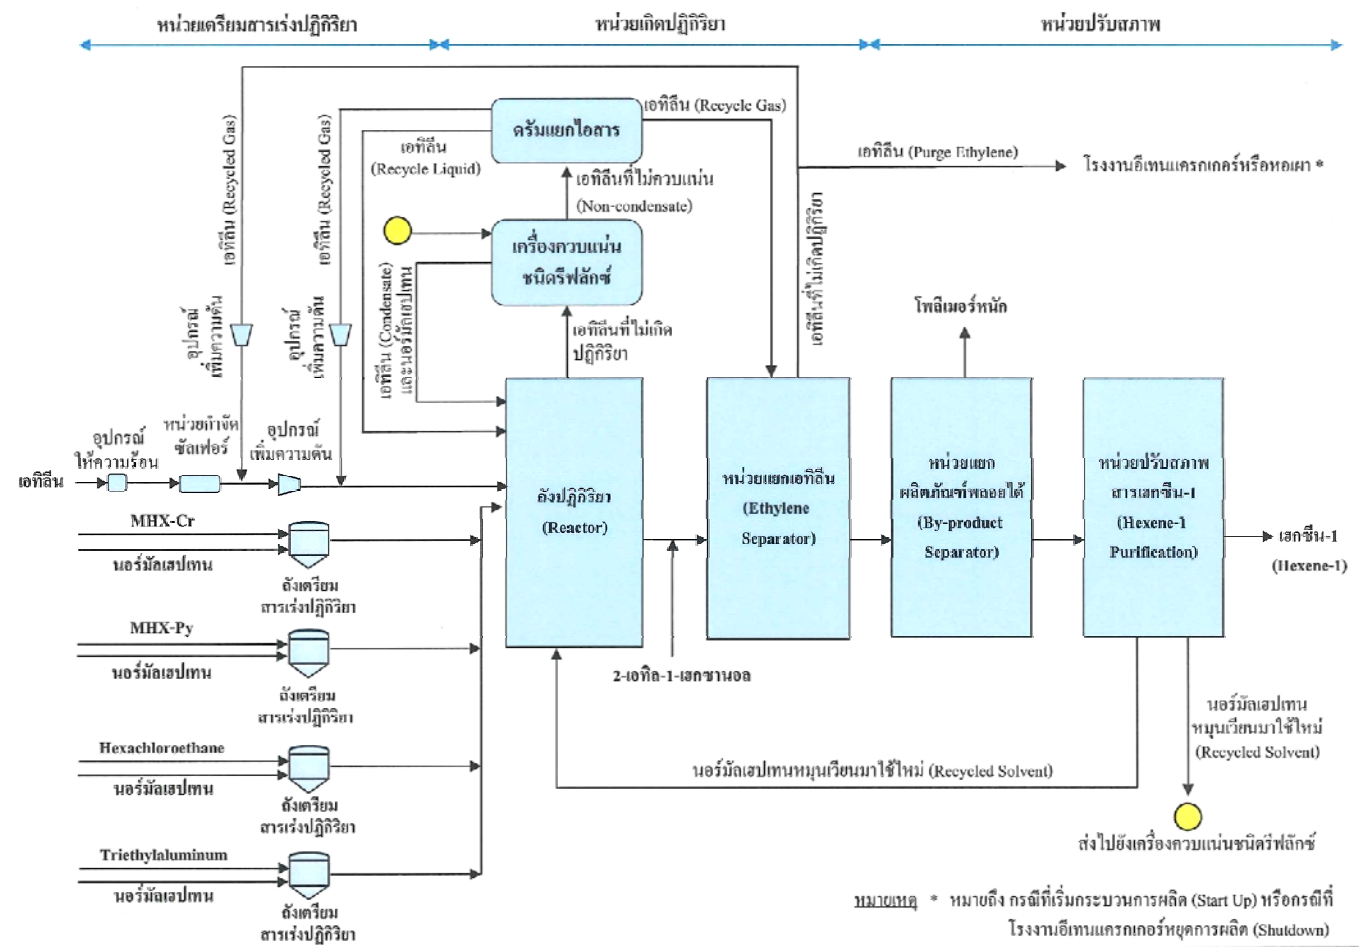 หน่วยเตรียมสารเร่งปฏิกิริยา
หน่วยเกิดปฏิกิริยา
หน่วยปรับสภาพ
เอทิลีน (Recycled Gas)
เอทิลีน (Recycled Gas)
เอทิลีน
(Recycle Liquid)
ดรัมแยกไอสาร
เอทิลีน (Recycle Gas)
เอทิลีน (Purge Ethylene)
โรงงานอีเทนแครกเกอร์หรือหอเผา *
เอทิลีนที่ไม่ควบแน่น
(Non-condensate)
เครื่องควบแน่น
ชนิดรีฟลักซ์
เอทิลีน (Condensate)
และนอร์มัลเฮปเทน
เอทิลีนที่ไม่เกิด
ปฏิกิริยา
เอทิลีนที่ไม่เกิดปฏิกิริยา
อุปกรณ์
เพิ่มความดัน
อุปกรณ์
เพิ่มความดัน
โพลีเมอร์หนัก
เอทิลีน
อุปกรณ์
ให้ความร้อน
หน่วยกำจัด
ซัลเฟอร์
อุปกรณ์
เพิ่มความดัน
ถังปฏิกิริยา
(Reactor)
หน่วยแยกเอทิลีน
(Ethylene
Separator)
หน่วยแยก
ผลิตภัณฑ์พลอยได้
(By-product
Separator)
หน่วยปรับสภาพ
สารเฮกซีน-1
(Hexene-1
Purification)
เฮกซีน-1
(Hexene-1)
MHX-Cr
นอร์มัลเฮปเทน
ถังเตรียม
สารเร่งปฏิกิริยา
MHX-Py
นอร์มัลเฮปเทน
ถังเตรียม
สารเร่งปฏิกิริยา
2-เอทิล-1-เฮกซานอล
Hexachloroethane
นอร์มัลเฮปเทน
ถังเตรียม
สารเร่งปฏิกิริยา
นอร์มัลเฮปเทนหมุนเวียนมาใช้ใหม่ (Recycled Solvent)
นอร์มัลเฮปเทน
หมุนเวียนมาใช้ใหม่
(Recycled Solvent)
ส่งไปยังเครื่องควบแน่นชนิดรีฟลักซ์
Triethylaluminum
นอร์มัลเฮปเทน
ถังเตรียม
สารเร่งปฏิกิริยา
หมายเหตุ * หมายถึง กรณีที่เริ่มกระบวนการผลิต (Start Up) หรือกรณีที่
โรงงานอีเทนแครกเกอร์หยุดการผลิต (Shutdown)